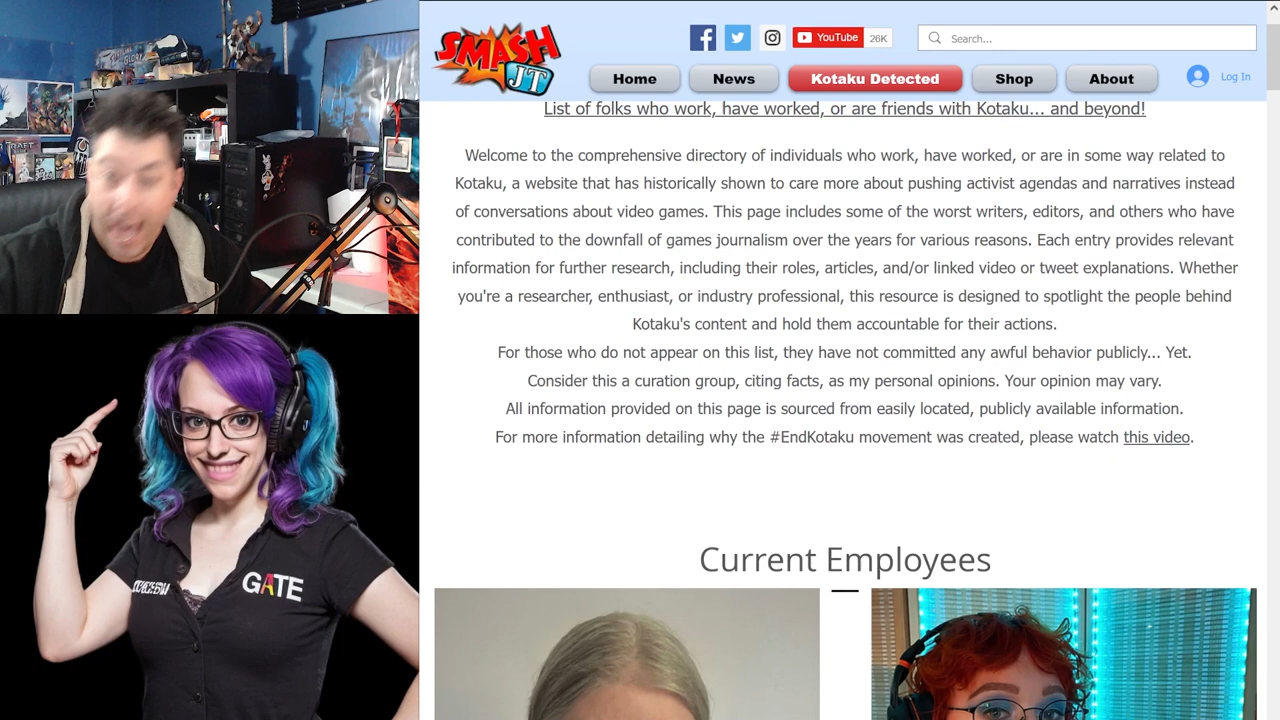 SMASH
JT
YouTube 26K
Search...
Home News Kotaku Detected Shop About Log In
List of folks who work, have worked, or are friends with Kotaku... and beyond!
Welcome to the comprehensive directory of individuals who work, have worked, or are in some way related to
Kotaku, a website that has historically shown to care more about pushing activist agendas and narratives instead
of conversations about video games. This page includes some of the worst writers, editors, and others who have
contributed to the downfall of games journalism over the years for various reasons. Each entry provides relevant
information for further research, including their roles, articles, and/or linked video or tweet explanations. Whether
you're a researcher, enthusiast, or industry professional, this resource is designed to spotlight the people behind
Kotaku's content and hold them accountable for their actions.
For those who do not appear on this list, they have not committed any awful behavior publicly... Yet.
Consider this a curation group, citing facts, as my personal opinions. Your opinion may vary.
All information provided on this page is sourced from easily located, publicly available information.
For more information detailing why the #EndKotaku movement was created, please watch this video.
Current Employees
GATE